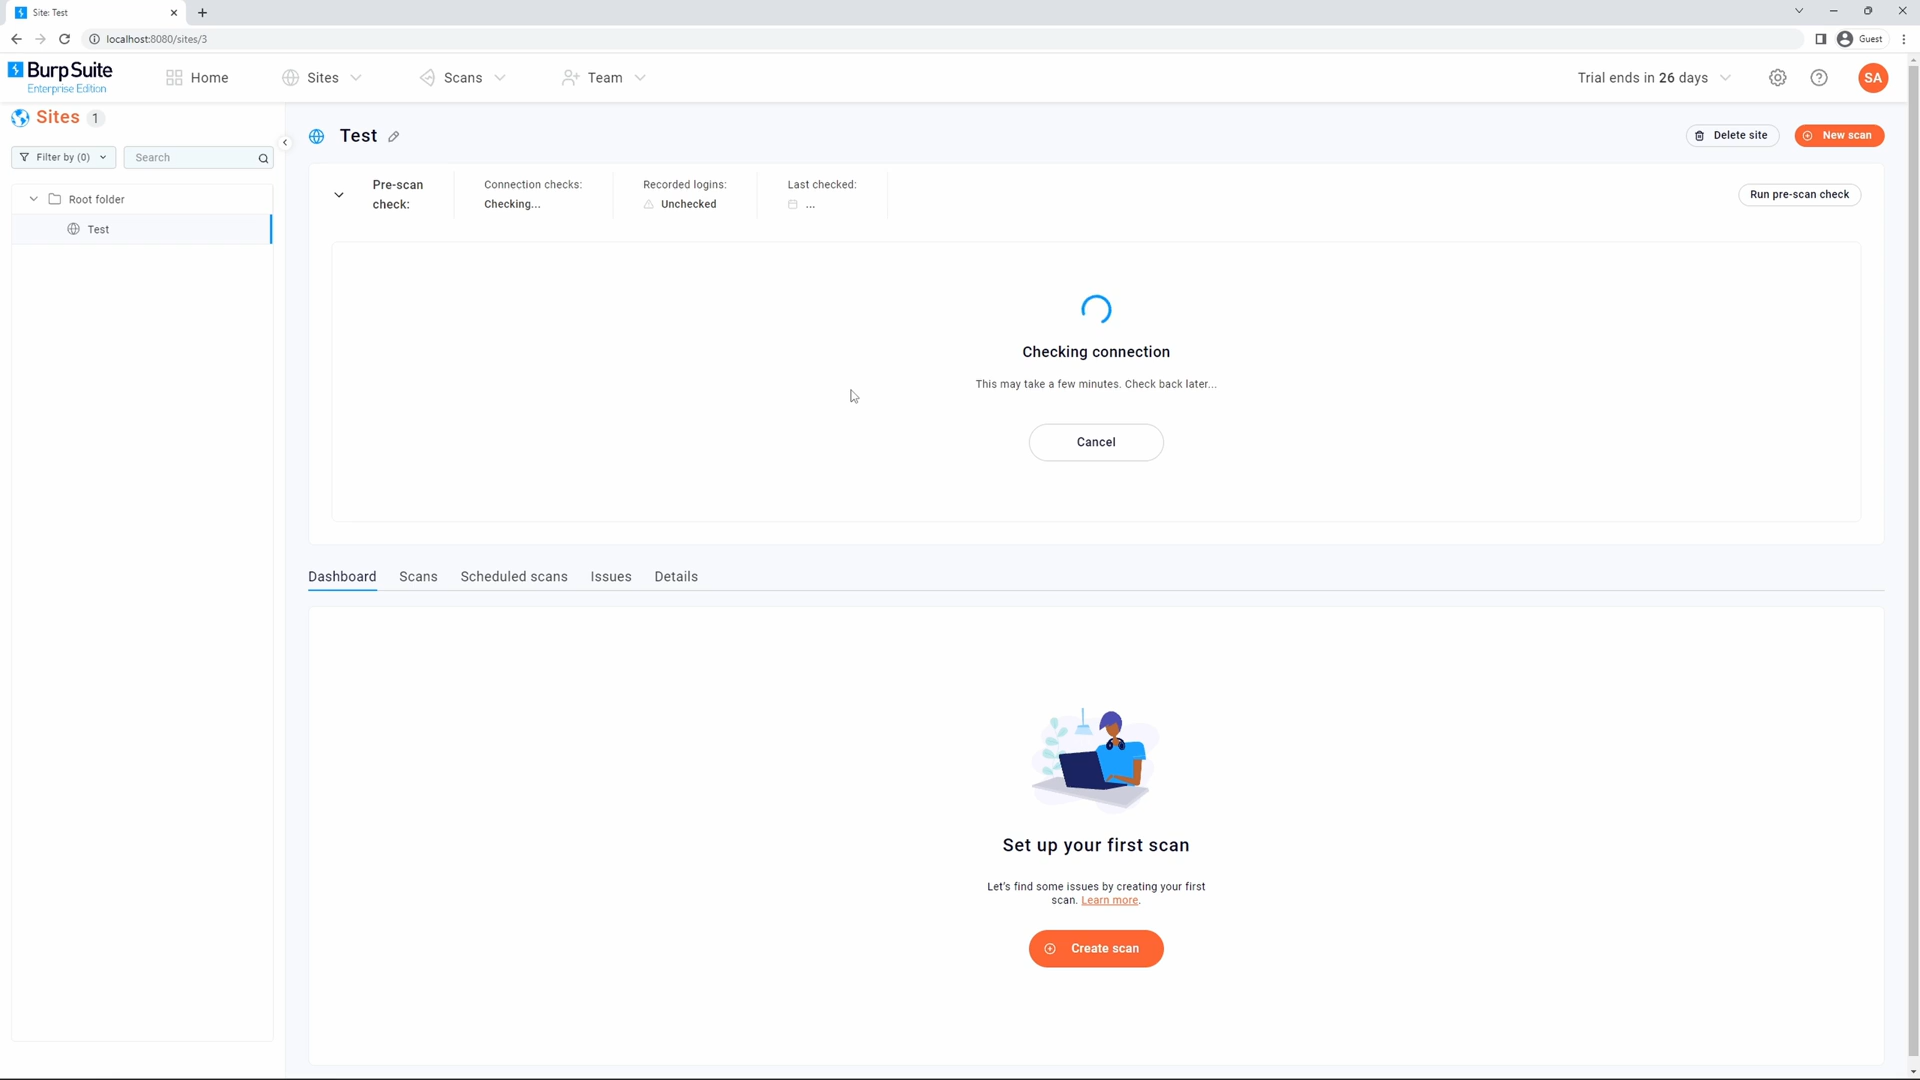 Site: Test
localhost:8080/sites/3
Guest
BurpSuite
Enterprise Edition
Home
Sites
Scans
Team
Trial ends in 26 days
SA
Sites 1
Filter by (0)
Search
Root folder
Test
Test
Delete site
New scan
Pre-scan
check:
Connection checks:
Checking...
Recorded logins:
Unchecked
Last checked:
...
Run pre-scan check
Checking connection
This may take a few minutes. Check back later...
Cancel
Dashboard
Scans
Scheduled scans
Issues
Details
Set up your first scan
Let's find some issues by creating your first
scan. Learn more.
Create scan